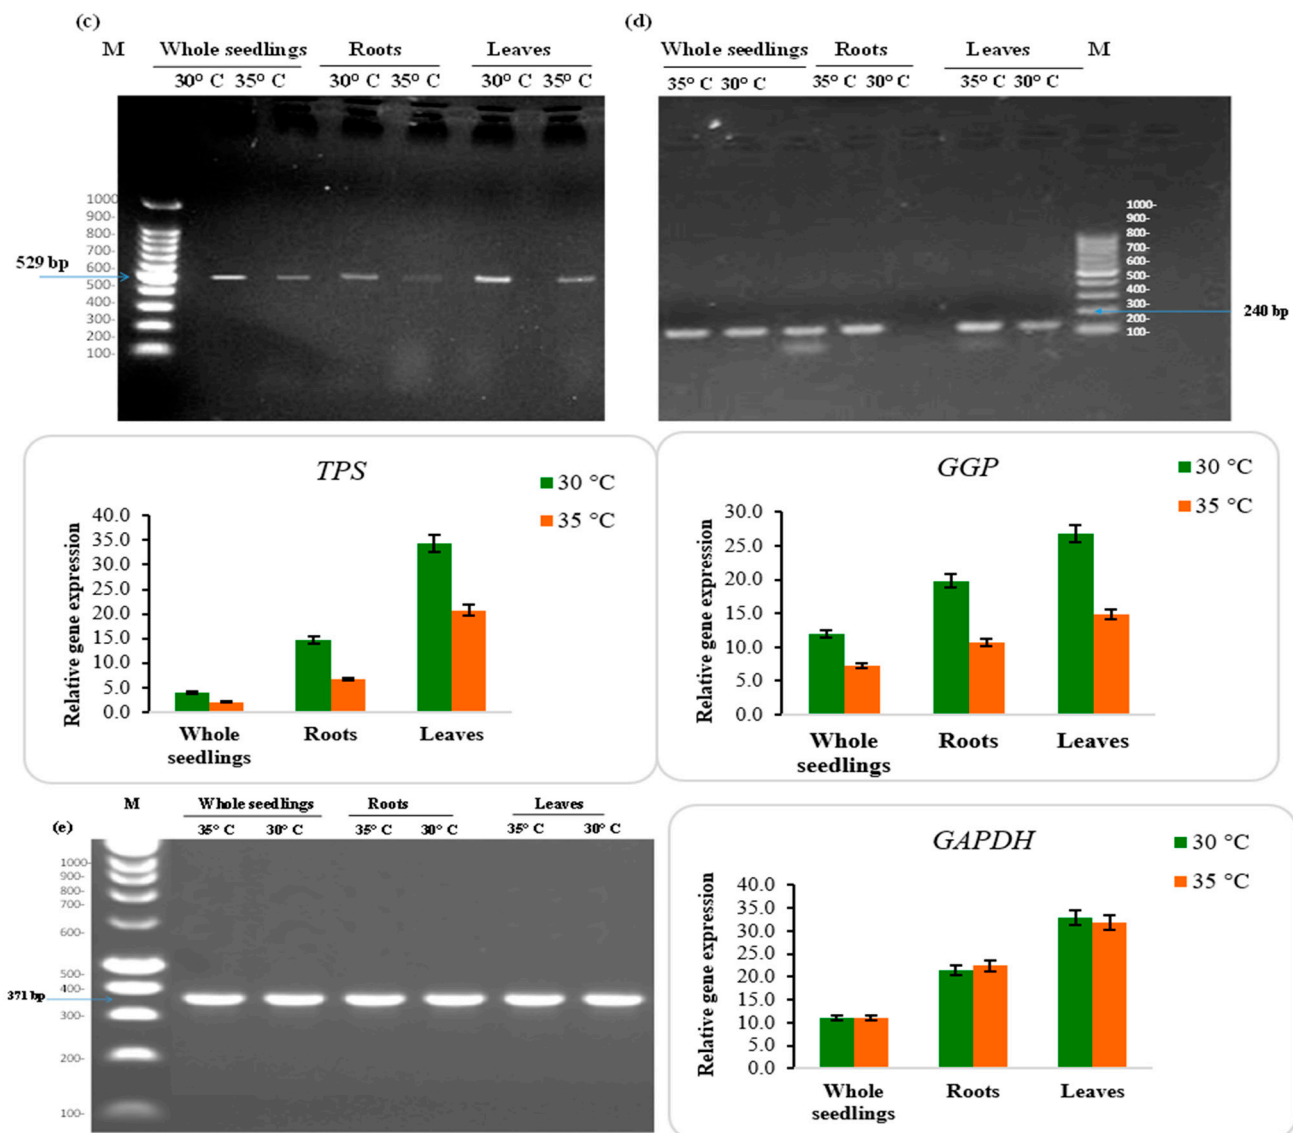 (c)
M Whole seedlings Roots Leaves
30° C 35° C 30° C 35° C 30° C 35° C
1000
900-
800-
700-
600-
500-
400-
300-
200-
100-
529 bp
(d)
Whole seedlings Roots Leaves M
35° C 30° C 35° C 30° C 35° C 30° C
1000-
900-
800-
700-
600-
500-
400-
300-
200-
100-
240 bp
TPS
30 °C
35 °C
Relative gene expression
40.0
35.0
30.0
25.0
20.0
15.0
10.0
5.0
0.0
Whole
seedlings
Roots
Leaves
GGP
30 °C
35 °C
Relative gene expression
30.0
25.0
20.0
15.0
10.0
5.0
0.0
Whole
seedlings
Roots
Leaves
(e)
M Whole seedlings Roots Leaves
35° C 30° C 35° C 30° C 35° C 30° C
1000-
900-
800-
700-
600-
500-
400-
300-
200-
100-
371 bp
GAPDH
30 °C
35 °C
Relative gene expression
40.0
35.0
30.0
25.0
20.0
15.0
10.0
5.0
0.0
Whole
seedlings
Roots
Leaves